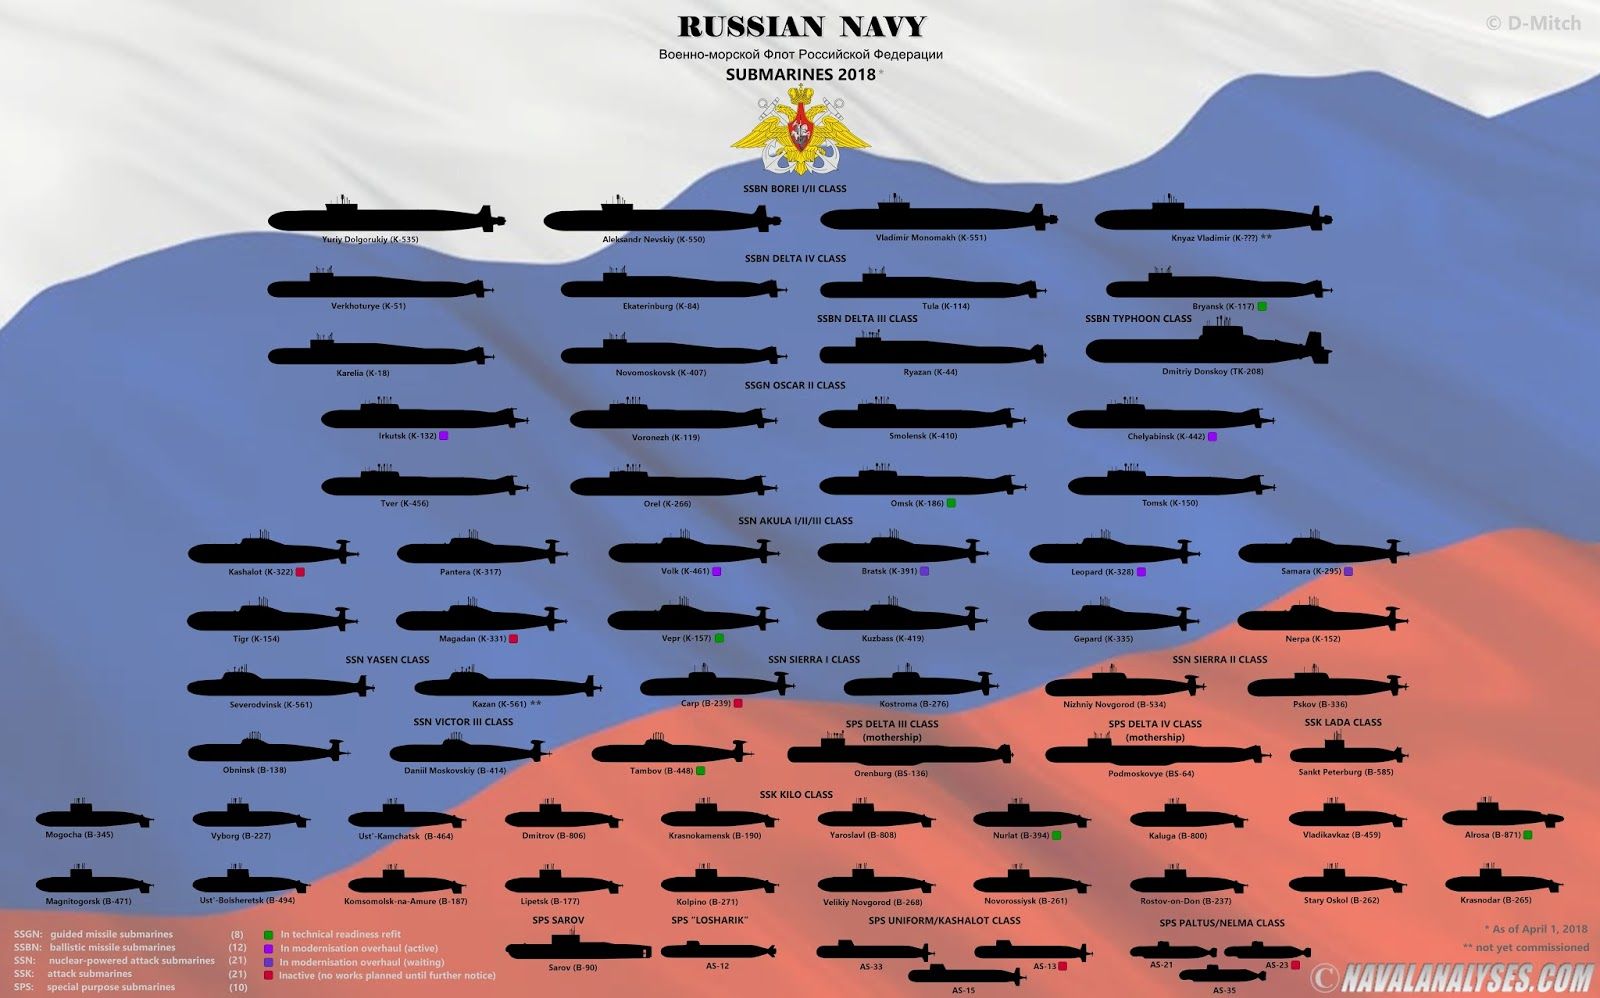 RUSSIAN NAVY
© D-Mitch
Военно-морской Флот Российской Федерации
SUBMARINES 2018*
SSBN BOREI I/II CLASS
Yuriy Dolgorukiy (K-535)
Aleksandr Nevskiy (K-550)
Vladimir Monomakh (K-551)
Knyaz Vladimir (K-???) **
SSBN DELTA IV CLASS
Verkhoturye (K-51)
Ekaterinburg (K-84)
Tula (K-114)
Bryansk (K-117)
SSBN DELTA III CLASS
SSBN TYPHOON CLASS
Karelia (K-18)
Novomoskovsk (K-407)
Ryazan (K-44)
Dmitriy Donskoy (TK-208)
SSGN OSCAR II CLASS
Irkutsk (K-132)
Voronezh (K-119)
Smolensk (K-410)
Chelyabinsk (K-442)
Tver (K-456)
Orel (K-266)
Omsk (K-186)
Tomsk (K-150)
SSN AKULA I/II/III CLASS
Kashalot (K-322)
Pantera (K-317)
Volk (K-461)
Bratsk (K-391)
Leopard (K-328)
Samara (K-295)
Tigr (K-154)
Magadan (K-331)
Vepr (K-157)
Kuzbass (K-419)
Gepard (K-335)
Nerpa (K-152)
SSN YASEN CLASS
SSN SIERRA I CLASS
SSN SIERRA II CLASS
Severodvinsk (K-561)
Kazan (K-561) **
Carp (B-239)
Kostroma (B-276)
Nizhniy Novgorod (B-534)
Pskov (B-336)
SSN VICTOR III CLASS
SPS DELTA III CLASS
(mothership)
SPS DELTA IV CLASS
(mothership)
SSK LADA CLASS
Obninsk (B-138)
Daniil Moskovskiy (B-414)
Tambov (B-448)
Orenburg (BS-136)
Podmoskovye (BS-64)
Sankt Peterburg (B-585)
SSK KILO CLASS
Mogocha (B-345)
Vyborg (B-227)
Ust`-Kamchatsk (B-464)
Dmitrov (B-806)
Krasnokamensk (B-190)
Yaroslavl (B-808)
Nurlat (B-394)
Kaluga (B-800)
Vladikavkaz (B-459)
Alrosa (B-871)
Magnitogorsk (B-471)
Ust`-Bolsheretsk (B-494)
Komsomolsk-na-Amure (B-187)
Lipetsk (B-177)
Kolpino (B-271)
Velikiy Novgorod (B-268)
Novorossiysk (B-261)
Rostov-on-Don (B-237)
Stary Oskol (B-262)
Krasnodar (B-265)
SPS SAROV
SPS "LOSHARIK"
SPS UNIFORM/KASHALOT CLASS
SPS PALTUS/NELMA CLASS
Sarov (B-90)
AS-12
AS-33
AS-13
AS-15
AS-21
AS-23
AS-35
SSGN: guided missile submarines (8)
SSBN: ballistic missile submarines (12)
SSN: nuclear-powered attack submarines (21)
SSK: attack submarines (21)
SPS: special purpose submarines (10)
In technical readiness refit
In modernisation overhaul (active)
In modernisation overhaul (waiting)
Inactive (no works planned until further notice)
* As of April 1, 2018
** not yet commissioned
© NAVALANALYSES.COM